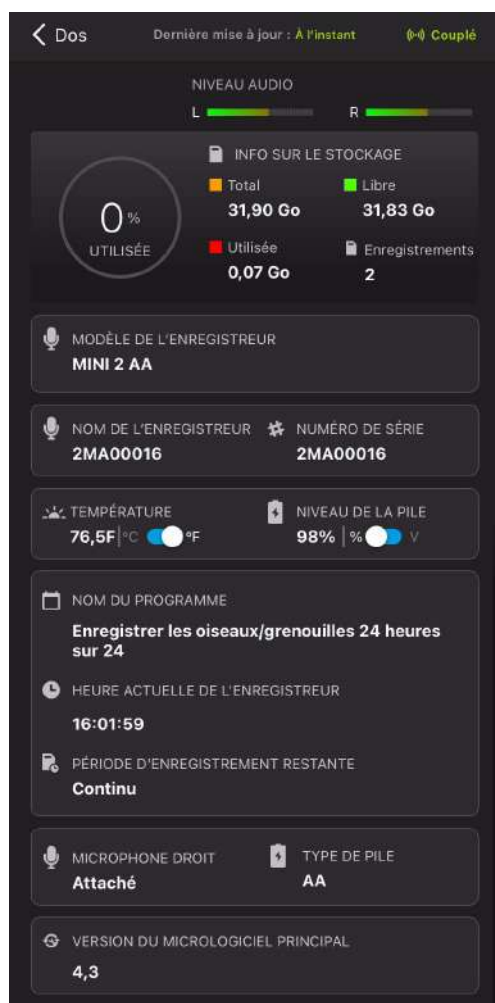 Dos
Dernière mise à jour : À l'instant
Couplé
NIVEAU AUDIO
L
R
INFO SUR LE STOCKAGE
0 %
UTILISÉE
Total
31,90 Go
Libre
31,83 Go
Utilisée
0,07 Go
Enregistrements
2
MODÈLE DE L'ENREGISTREUR
MINI 2 AA
NOM DE L'ENREGISTREUR
2MA00016
NUMÉRO DE SÉRIE
2MA00016
TEMPÉRATURE
76,5F|°C °F
NIVEAU DE LA PILE
98% | % V
NOM DU PROGRAMME
Enregistrer les oiseaux/grenouilles 24 heures
sur 24
HEURE ACTUELLE DE L'ENREGISTREUR
16:01:59
PÉRIODE D'ENREGISTREMENT RESTANTE
Continu
MICROPHONE DROIT
Attaché
TYPE DE PILE
AA
VERSION DU MICROLOGICIEL PRINCIPAL
4,3